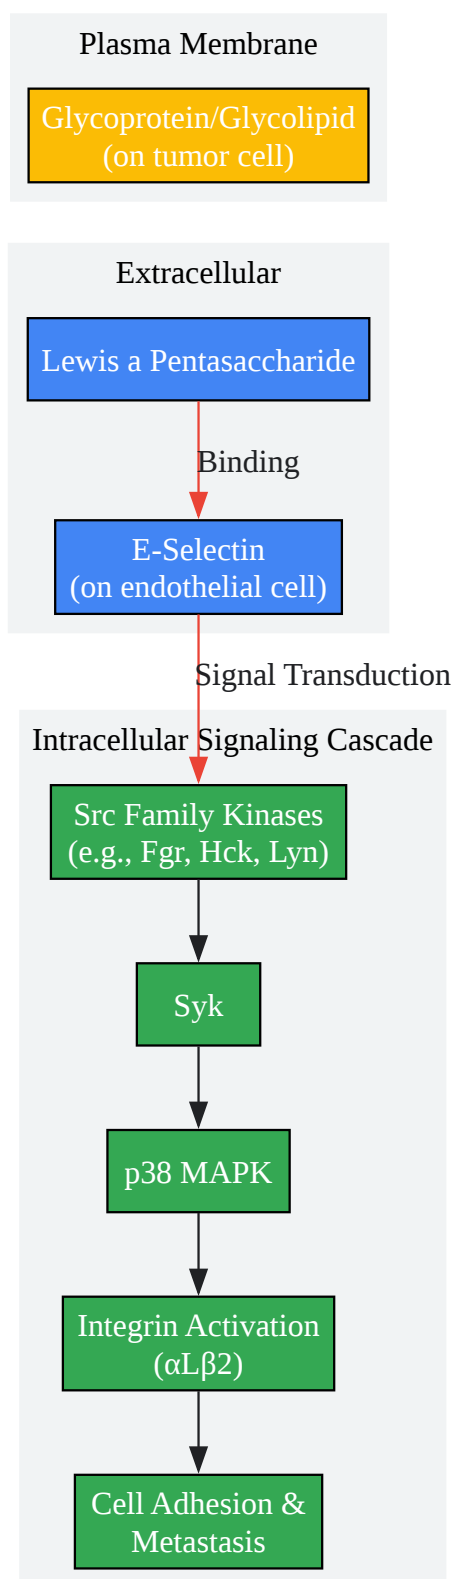 Plasma Membrane
Glycoprotein/Glycolipid
(on tumor cell)
Extracellular
Lewis a Pentasaccharide
Binding
E-Selectin
(on endothelial cell)
Signal Transduction
Intracellular Signaling Cascade
Src Family Kinases
(e.g., Fgr, Hck, Lyn)
Syk
p38 MAPK
Integrin Activation
(αLβ2)
Cell Adhesion &
Metastasis